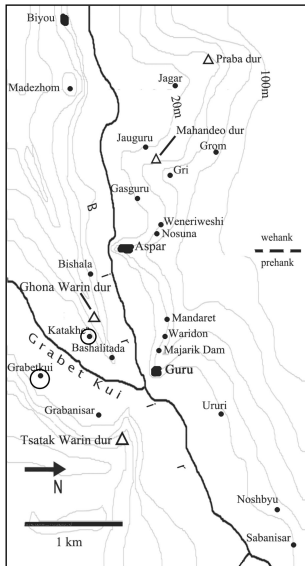 Biyou
Praba dur
Madezhom
Jagar
100m
20m
Mahandeo dur
Jauguru
Grom
Gri
Gasguru
B i r i r
Weneriweshi
Nosuna
Aspar
wehank
prehank
Bishala
Ghona Warin dur
Mandaret
Katakhel
Waridon
Bashalitada
Majarik Dam
Grabet Kui
Grabetkui
Guru
Grabanisar
Ururi
Tsatak Warin dur
N
Noshbyu
1 km
Sabanisar